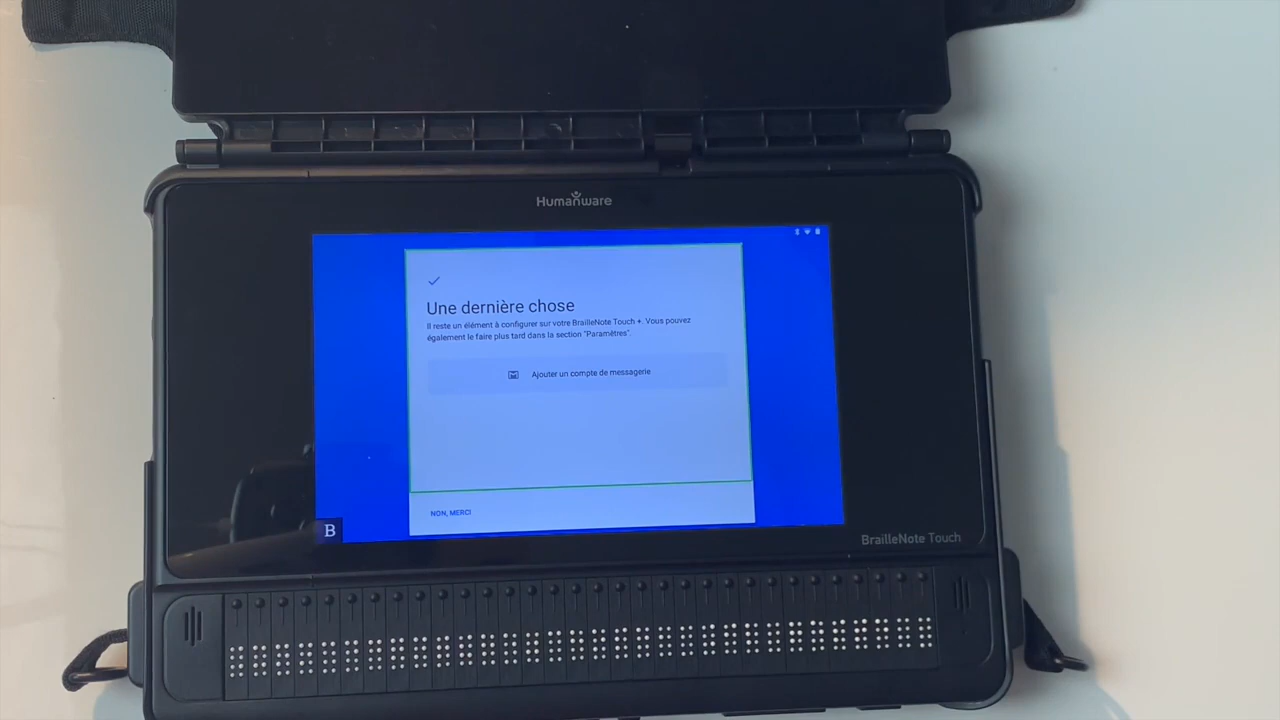 Humanware
Une dernière chose
Il reste un élément à configurer sur votre BrailleNote Touch +. Vous pouvez
également le faire plus tard dans la section "Paramètres".
Ajouter un compte de messagerie
NON, MERCI
B
BrailleNote Touch